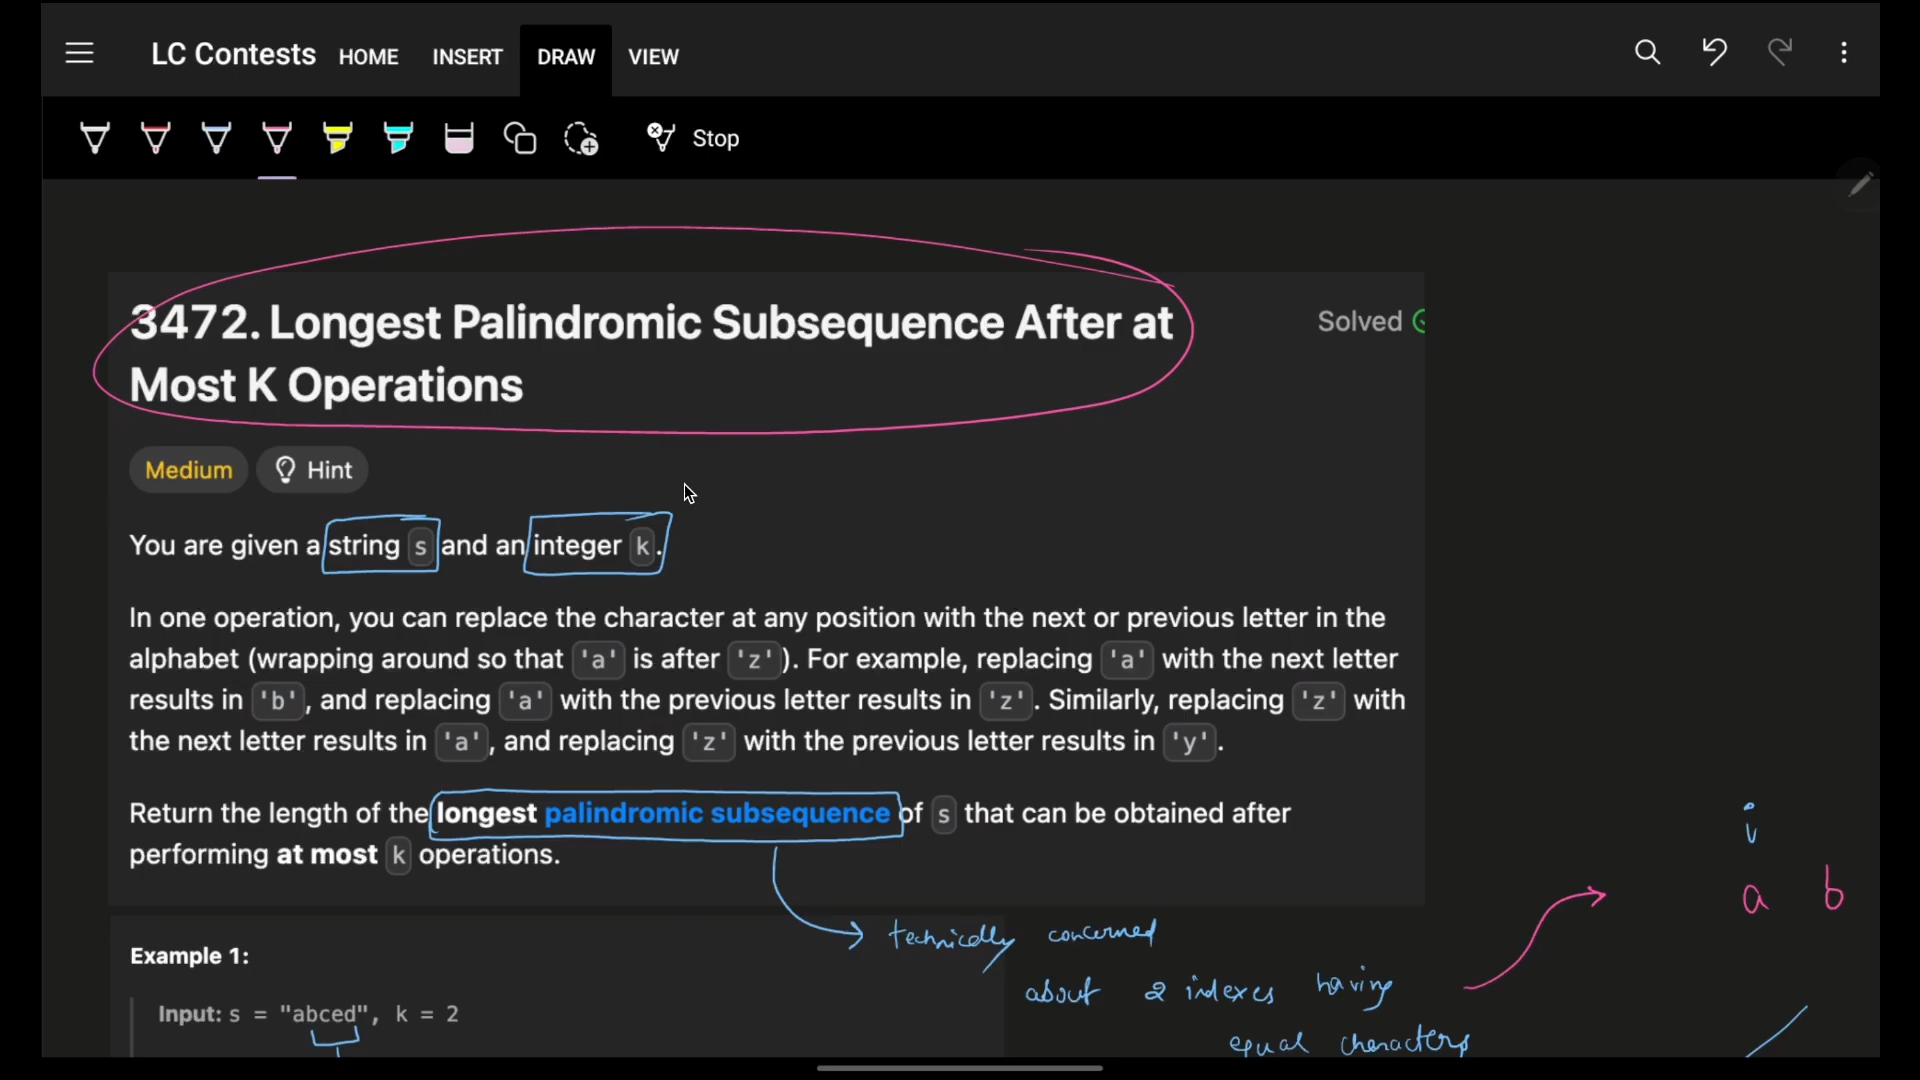 LC Contests HOME INSERT DRAW VIEW
Stop
3472. Longest Palindromic Subsequence After at
Most K Operations
Solved
Medium Hint
You are given a string s and an integer k.
In one operation, you can replace the character at any position with the next or previous letter in the
alphabet (wrapping around so that 'a' is after 'z'). For example, replacing 'a' with the next letter
results in 'b', and replacing 'a' with the previous letter results in 'z'. Similarly, replacing 'z' with
the next letter results in 'a', and replacing 'z' with the previous letter results in 'y'.
Return the length of the longest palindromic subsequence of s that can be obtained after
performing at most k operations.
i
a b
technically concerned
about 2 indexes having
equal characters
Example 1:
Input: s = "abced", k = 2